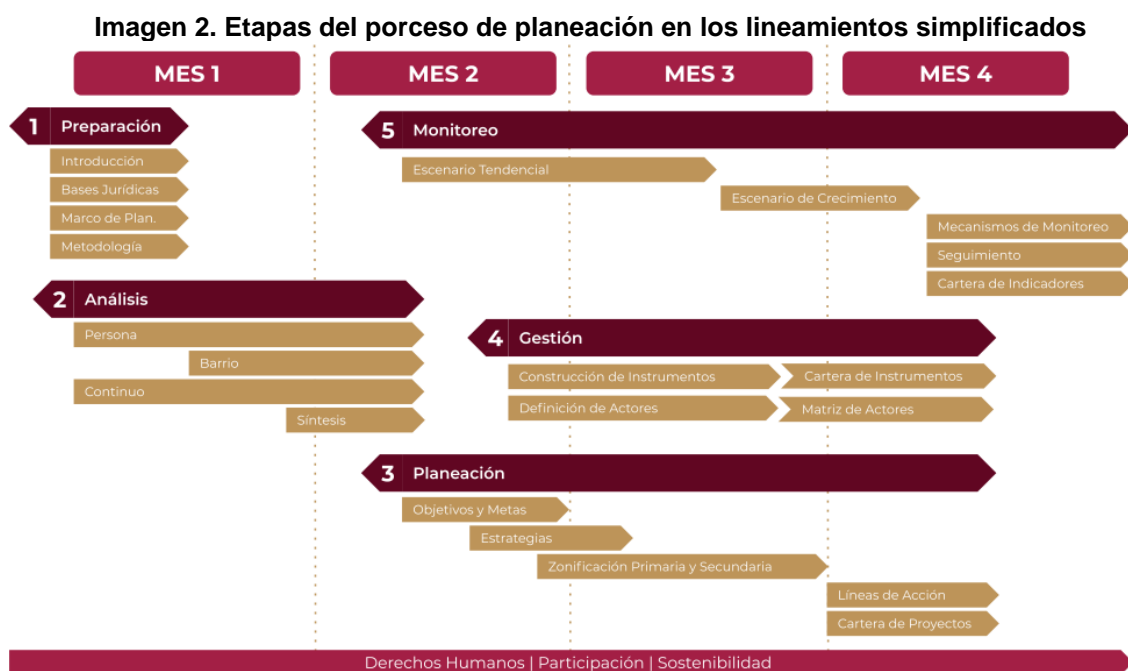 Imagen 2. Etapas del porceso de planeación en los lineamientos simplificados
MES 1
MES 2
MES 3
MES 4
1 Preparación
Introducción
Bases Jurídicas
Marco de Plan.
Metodología
5 Monitoreo
Escenario Tendencial
Escenario de Crecimiento
Mecanismos de Monitoreo
Seguimiento
Cartera de Indicadores
2 Análisis
Persona
Barrio
Continuo
Síntesis
4 Gestión
Construcción de Instrumentos
Cartera de Instrumentos
Definición de Actores
Matriz de Actores
3 Planeación
Objetivos y Metas
Estrategias
Zonificación Primaria y Secundaria
Líneas de Acción
Cartera de Proyectos
Derechos Humanos | Participación | Sostenibilidad